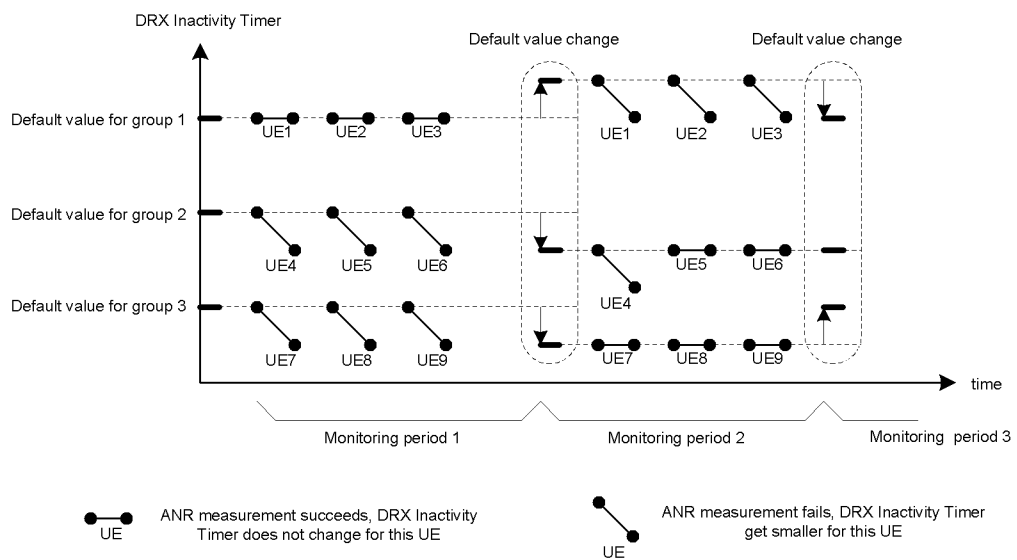 DRX Inactivity Timer
Default value change
Default value change
Default value for group 1
UE1
UE2
UE3
UE1
UE2
UE3
Default value for group 2
UE4
UE5
UE6
UE5
UE6
UE4
Default value for group 3
UE7
UE8
UE9
UE7
UE8
UE9
time
Monitoring period 1
Monitoring period 2
Monitoring period 3
UE
ANR measurement succeeds, DRX Inactivity
Timer does not change for this UE
UE
ANR measurement fails, DRX Inactivity Timer
get smaller for this UE